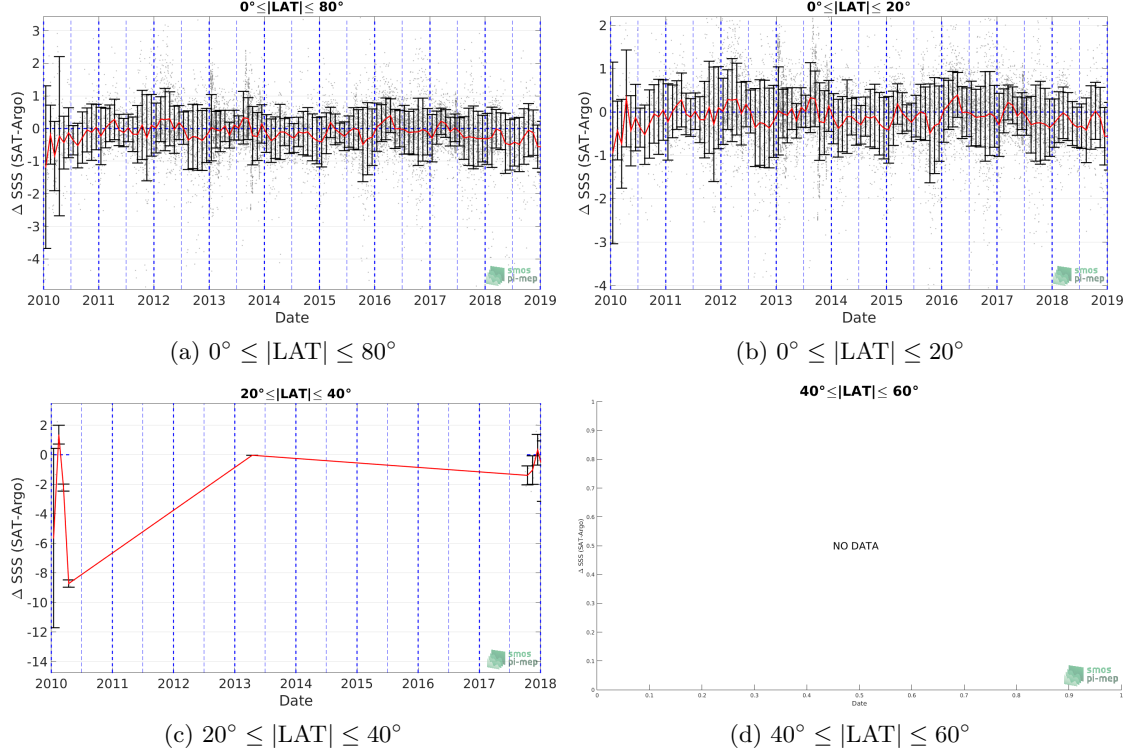 0°≤|LAT|≤ 80°
Δ SSS (SAT-Argo)
3
2
1
0
-1
-2
-3
-4
2010 2011 2012 2013 2014 2015 2016 2017 2018 2019
Date
smos
pi-mep
(a) 0° ≤ |LAT| ≤ 80°
0°≤|LAT|≤ 20°
Δ SSS (SAT-Argo)
2
1
0
-1
-2
-3
-4
2010 2011 2012 2013 2014 2015 2016 2017 2018 2019
Date
smos
pi-mep
(b) 0° ≤ |LAT| ≤ 20°
20°≤|LAT|≤ 40°
Δ SSS (SAT-Argo)
2
0
-2
-4
-6
-8
-10
-12
-14
2010 2011 2012 2013 2014 2015 2016 2017 2018
Date
smos
pi-mep
(c) 20° ≤ |LAT| ≤ 40°
40°≤|LAT|≤ 60°
Δ SSS (SAT-Argo)
1
0.9
0.8
0.7
0.6
0.5
0.4
0.3
0.2
0.1
0
NO DATA
0 0.1 0.2 0.3 0.4 0.5 0.6 0.7 0.8 0.9 1
Date
smos
pi-mep
(d) 40° ≤ |LAT| ≤ 60°